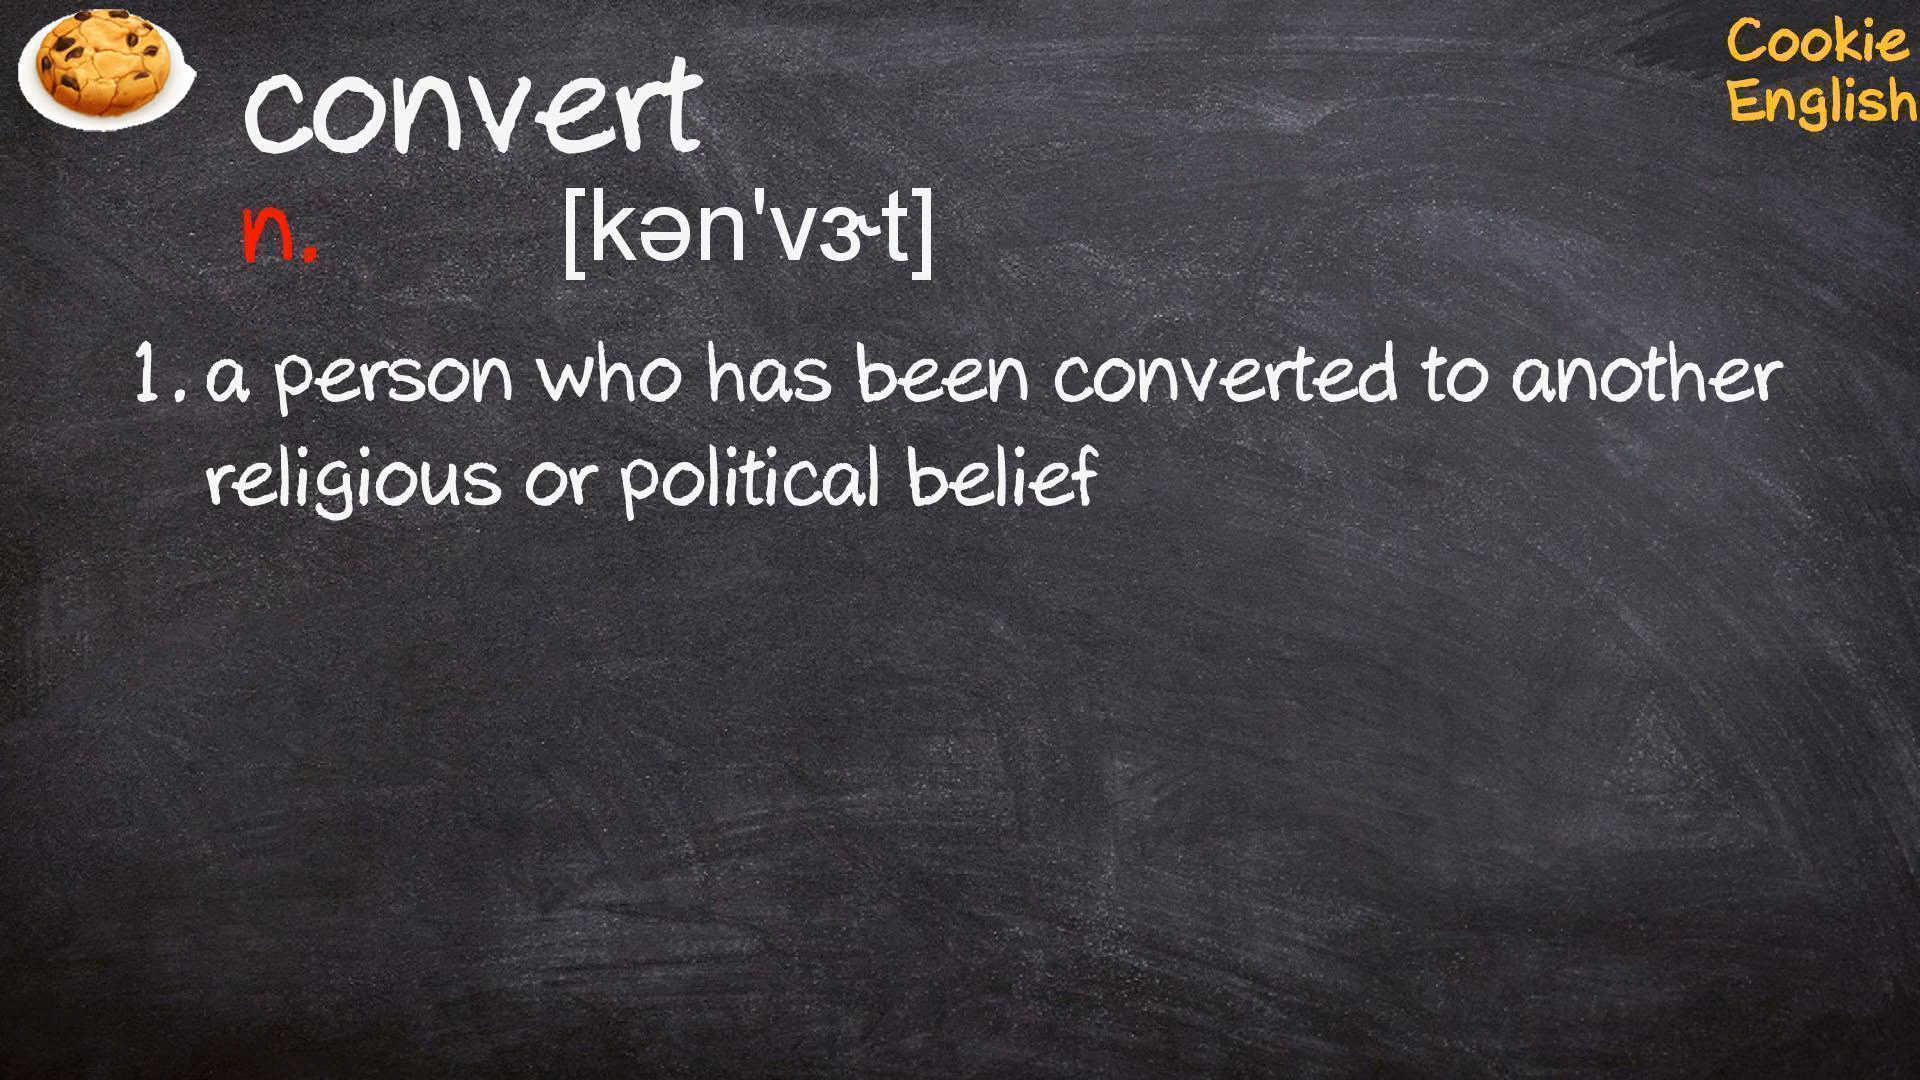 convert
Cookie
English
n. [kən'vɝt]
1. a person who has been converted to another
religious or political belief